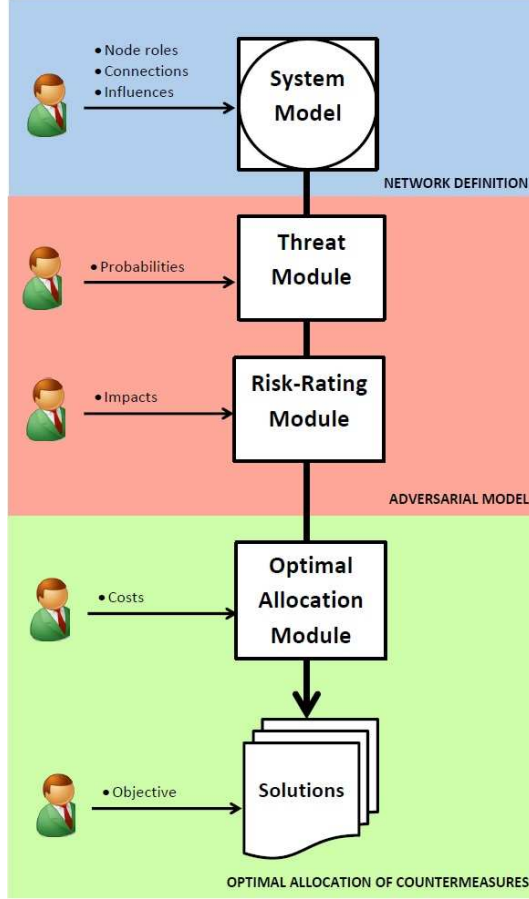 • Node roles
• Connections
• Influences
System
Model
NETWORK DEFINITION
Threat
Module
• Probabilities
Risk-Rating
Module
• Impacts
ADVERSARIAL MODEL
Optimal
Allocation
Module
• Costs
Solutions
• Objective
OPTIMAL ALLOCATION OF COUNTERMEASURES